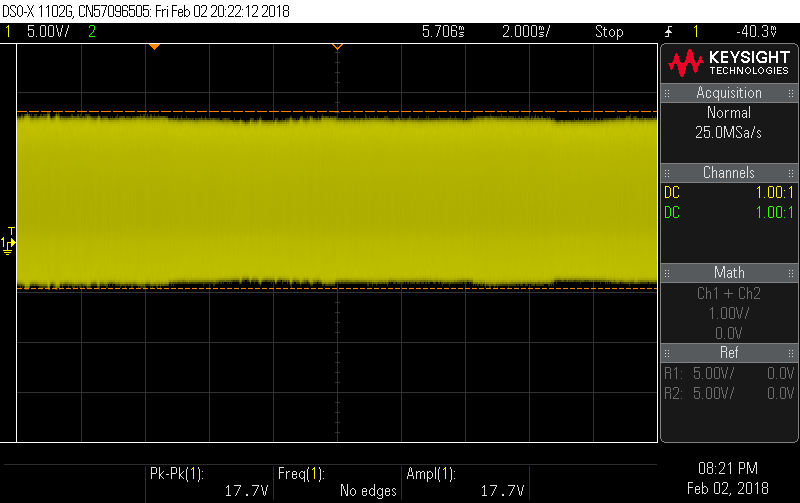 DSO-X 1102G, CN57096505: Fri Feb 02 20:22:12 2018
1 5.00V/ 2 5.706s 2.000s/ Stop 1 -40.3V
KEYSIGHT
TECHNOLOGIES
Acquisition
Normal
25.0MSa/s
Channels
DC 1.00:1
DC 1.00:1
T
1
Math
Ch1 + Ch2
1.00V/
0.0V
Ref
R1: 5.00V/ 0.0V
R2: 5.00V/ 0.0V
Pk-Pk(1): Freq(1): Ampl(1):
17.7V No edges 17.7V
08:21 PM
Feb 02, 2018